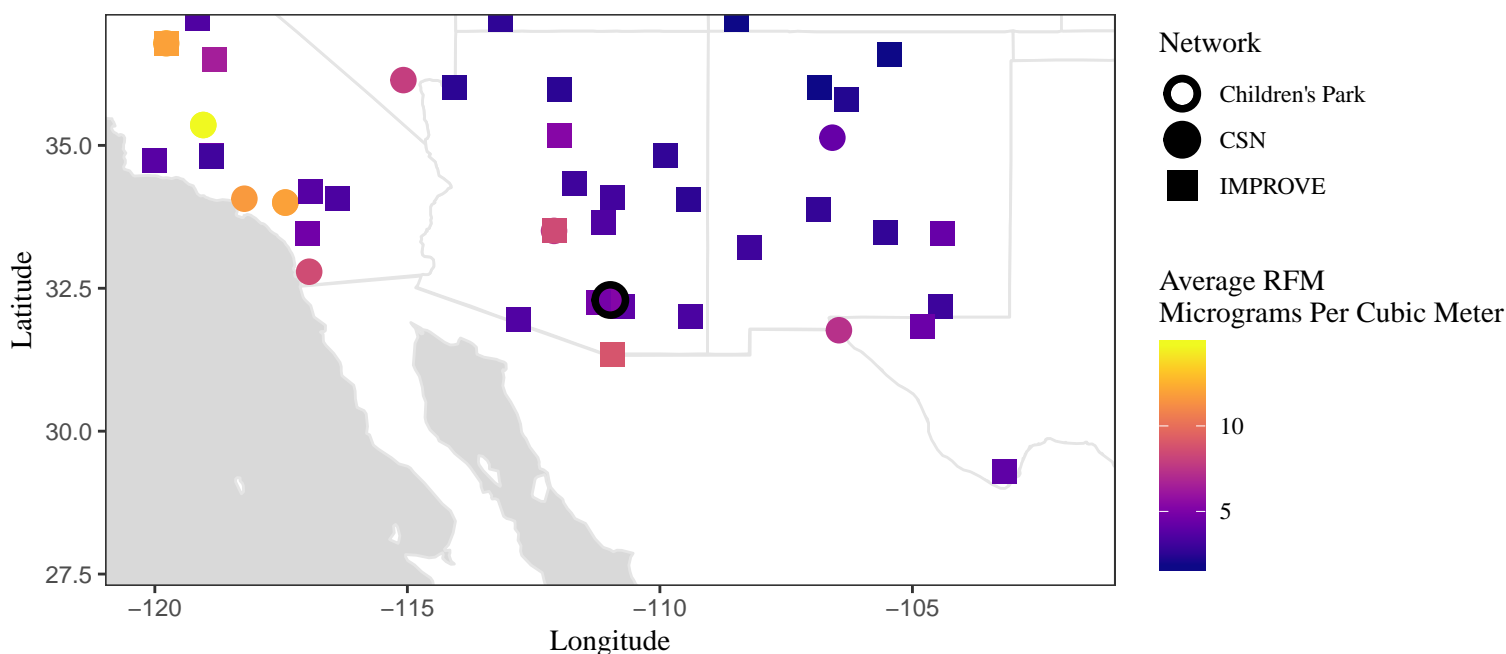 Network
Children's Park
CSN
IMPROVE
Average RFM
Micrograms Per Cubic Meter
10
5
Latitude
35.0
32.5
30.0
27.5
−120
−115
−110
−105
Longitude